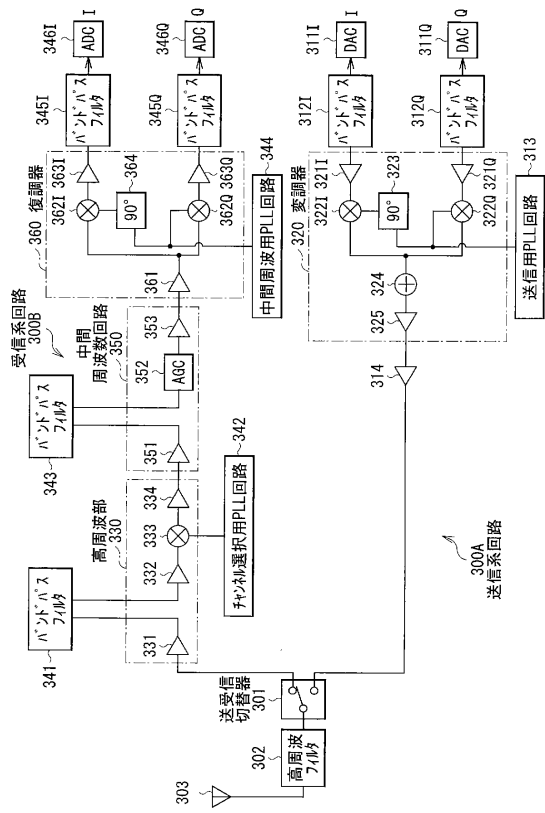 346I
ADC
I
346Q
ADC
Q
311I
DAC
I
311Q
DAC
Q
345I
バンドパス
フィルタ
345Q
バンドパス
フィルタ
312I
バンドパス
フィルタ
312Q
バンドパス
フィルタ
360 復調器
363I
362I
364
90°
363Q
362Q
361
344
中間周波用PLL回路
320 変調器
321I
322I
323
90°
321Q
322Q
324
325
313
送信用PLL回路
314
受信系回路
300B
中間
周波数回路
350
353
352
AGC
351
343
バンドパス
フィルタ
高周波部
330
334
333
332
331
342
チャンネル選択用PLL回路
341
バンドパス
フィルタ
300A
送信系回路
送受信
切替器
301
302
高周波
フィルタ
303